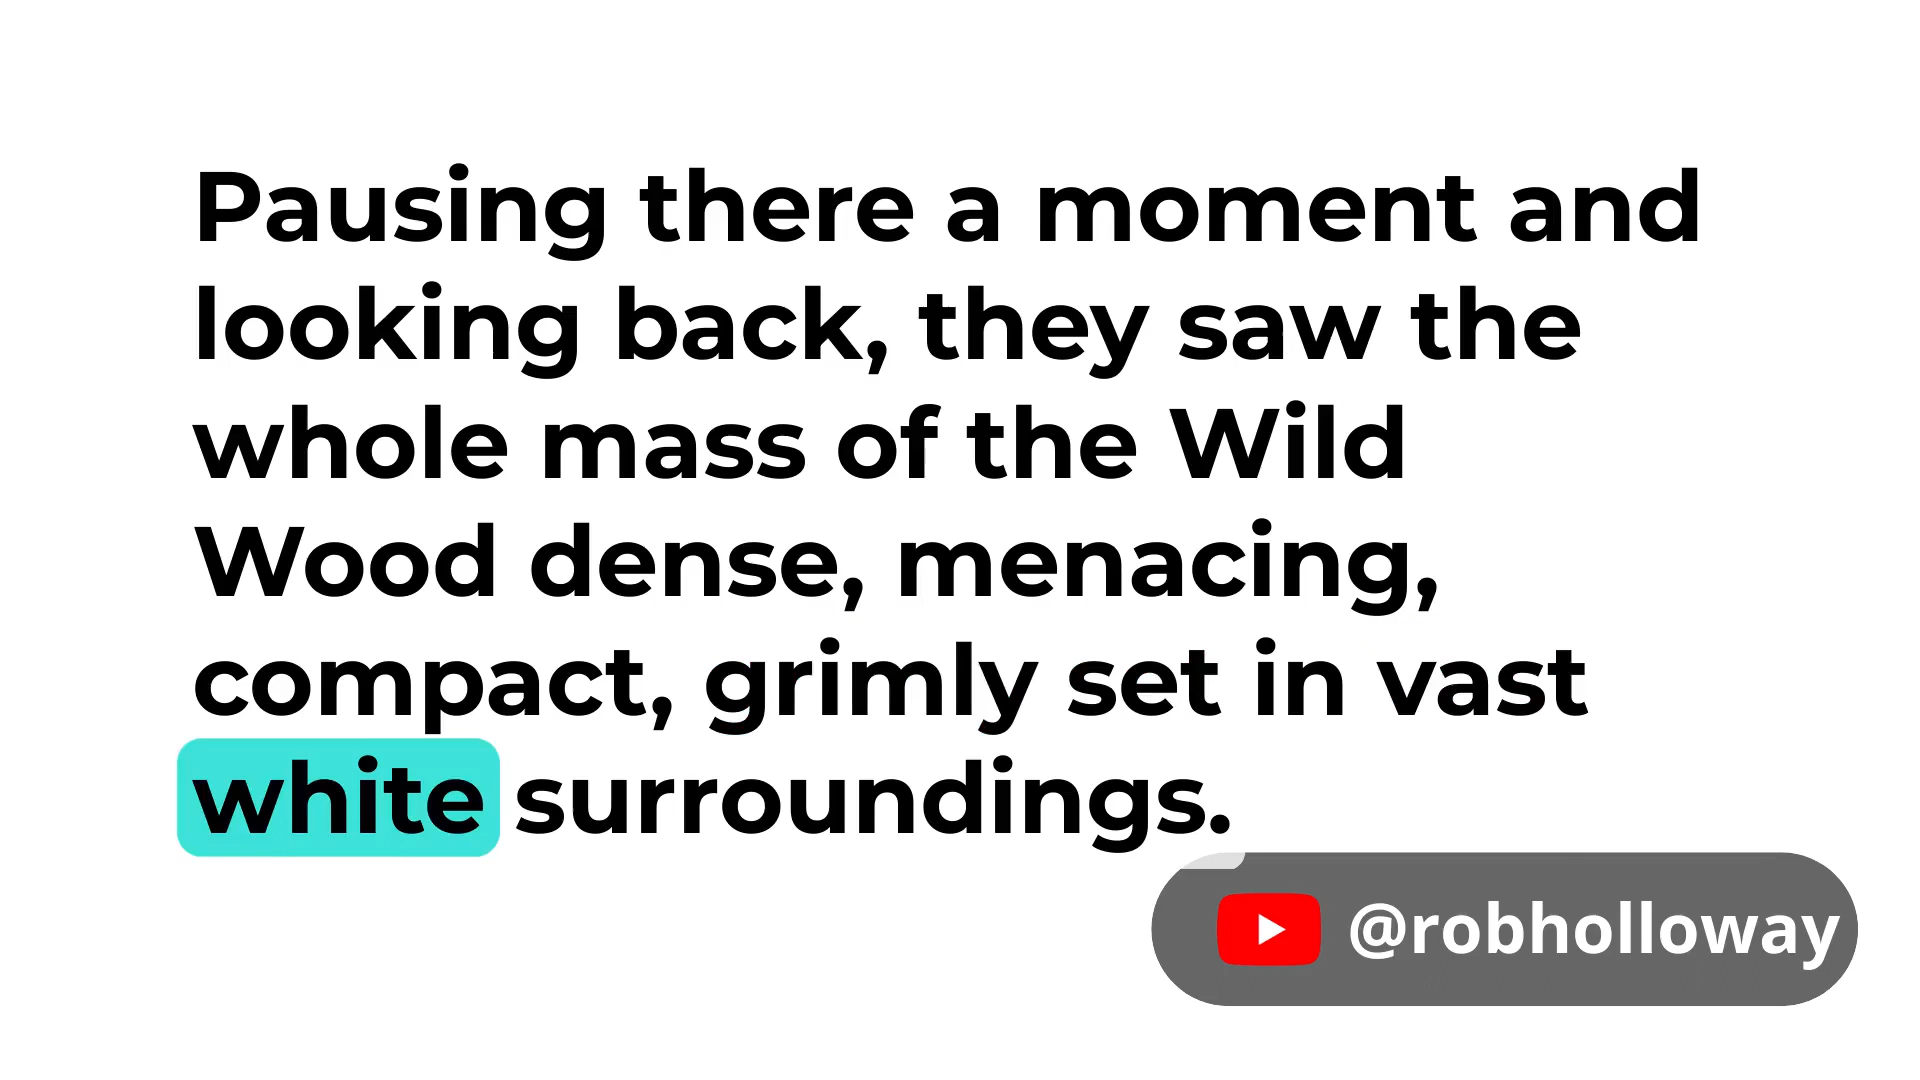 Pausing there a moment and
looking back, they saw the
whole mass of the Wild
Wood dense, menacing,
compact, grimly set in vast
white surroundings.
@robholloway